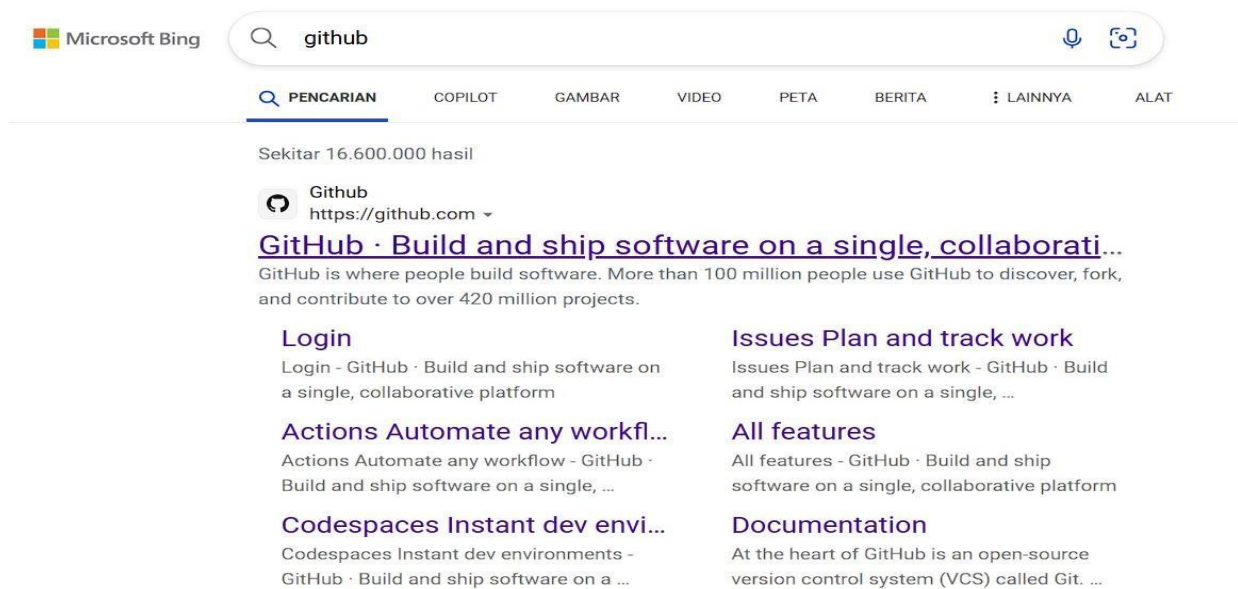 Microsoft Bing
github
PENCARIAN COPILOT GAMBAR VIDEO PETA BERITA LAINNYA ALAT
Sekitar 16.600.000 hasil
Github
https://github.com
GitHub · Build and ship software on a single, collaborati...
GitHub is where people build software. More than 100 million people use GitHub to discover, fork,
and contribute to over 420 million projects.
Login
Login - GitHub · Build and ship software on
a single, collaborative platform
Issues Plan and track work
Issues Plan and track work - GitHub · Build
and ship software on a single, ...
Actions Automate any workfl...
Actions Automate any workflow - GitHub ·
Build and ship software on a single, ...
All features
All features - GitHub · Build and ship
software on a single, collaborative platform
Codespaces Instant dev envi...
Codespaces Instant dev environments -
GitHub · Build and ship software on a ...
Documentation
At the heart of GitHub is an open-source
version control system (VCS) called Git. ...